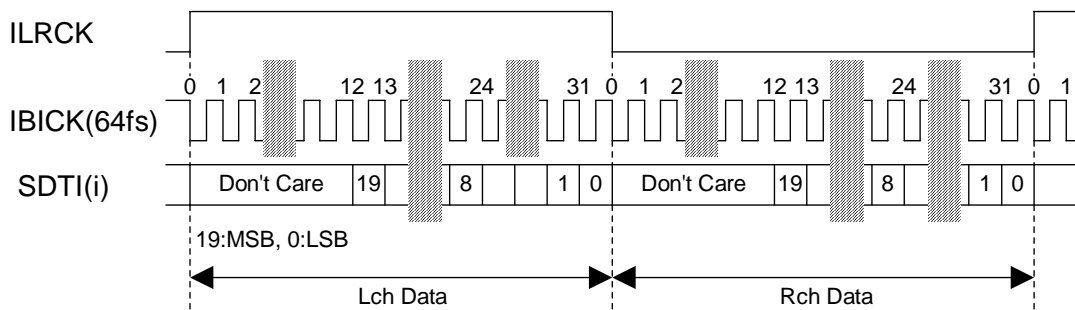 ILRCK
0 1 2 12 13 24 31 0 1 2 12 13 24 31 0 1
IBICK(64fs)
SDTI(i) Don't Care 19 8 1 0 Don't Care 19 8 1 0
19:MSB, 0:LSB
Lch Data Rch Data